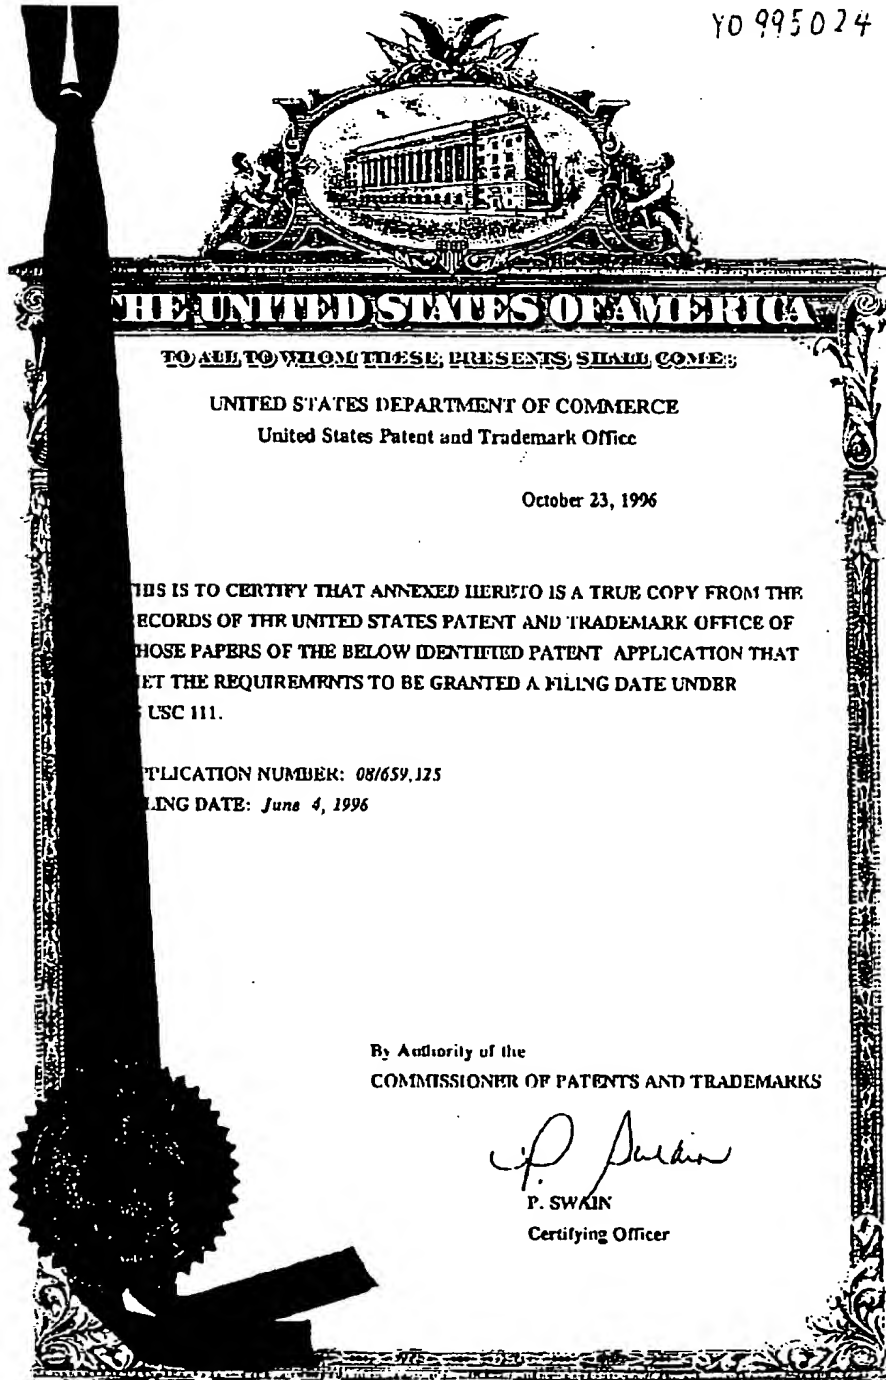 YO 995024
THE UNITED STATES OF AMERICA
TO ALL TO WHOM THESE PRESENTS SHALL COME:
UNITED STATES DEPARTMENT OF COMMERCE
United States Patent and Trademark Office
October 23, 1996
THIS IS TO CERTIFY THAT ANNEXED HERETO IS A TRUE COPY FROM THE
ECORDS OF THE UNITED STATES PATENT AND TRADEMARK OFFICE OF
HOSE PAPERS OF THE BELOW IDENTIFIED PATENT APPLICATION THAT
ET THE REQUIREMENTS TO BE GRANTED A FILING DATE UNDER
USC 111.
PLICATION NUMBER: 08/659,125
LING DATE: June 4, 1996
By Authority of the
COMMISSIONER OF PATENTS AND TRADEMARKS
P. Swain
P. SWAIN
Certifying Officer